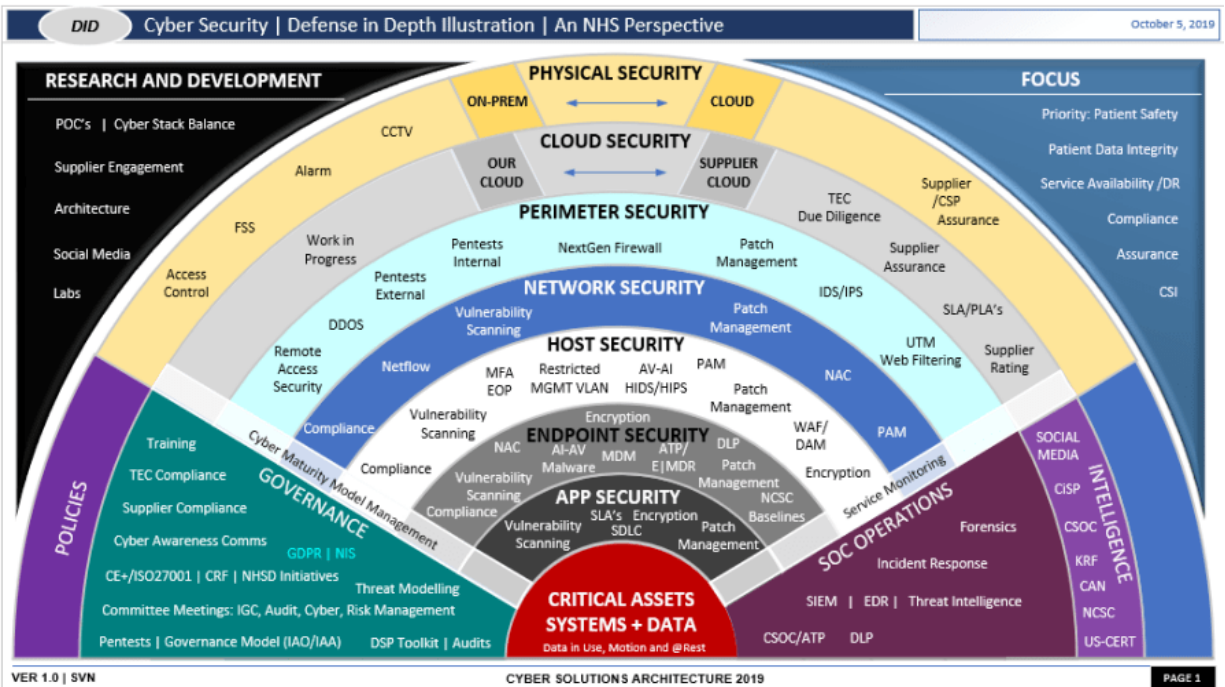 DID
Cyber Security | Defense in Depth Illustration | An NHS Perspective
October 5, 2019
RESEARCH AND DEVELOPMENT
POC's | Cyber Stack Balance
Supplier Engagement
Architecture
Social Media
Labs
FOCUS
Priority: Patient Safety
Patient Data Integrity
Service Availability /DR
Compliance
Assurance
CSI
PHYSICAL SECURITY
ON-PREM
CLOUD
CCTV
Alarm
FSS
Access
Control
Supplier
/CSP
Assurance
CLOUD SECURITY
OUR
CLOUD
SUPPLIER
CLOUD
Work in
Progress
TEC
Due Diligence
Supplier
Assurance
SLA/PLA's
Supplier
Rating
PERIMETER SECURITY
Pentests
Internal
NextGen Firewall
Patch
Management
Pentests
External
IDS/IPS
DDOS
UTM
Web Filtering
Remote
Access
Security
NETWORK SECURITY
Vulnerability
Scanning
Patch
Management
Netflow
NAC
Compliance
PAM
HOST SECURITY
MFA
EOP
Restricted
MGMT VLAN
AV-AI
HIDS/HIPS
PAM
Patch
Management
Vulnerability
Scanning
WAF/
DAM
Compliance
Encryption
Encryption
ENDPOINT SECURITY
NAC
AI-AV
Malware
MDM
ATP/
E|MDR
DLP
Patch
Management
Vulnerability
Scanning
NCSC
Baselines
Compliance
APP SECURITY
SLA's
Encryption
SDLC
Vulnerability
Scanning
Patch
Management
CRITICAL ASSETS
SYSTEMS + DATA
Data in Use, Motion and @Rest
Cyber Maturity Model Management
Service Monitoring
POLICIES
GOVERNANCE
Training
TEC Compliance
Supplier Compliance
Cyber Awareness Comms
GDPR | NIS
CE+/ISO27001 | CRF | NHSD Initiatives
Threat Modelling
Committee Meetings: IGC, Audit, Cyber, Risk Management
Pentests | Governance Model (IAO/IAA)
DSP Toolkit | Audits
SOC OPERATIONS
Forensics
Incident Response
SIEM | EDR | Threat Intelligence
CSOC/ATP
DLP
INTELLIGENCE
SOCIAL
MEDIA
CiSP
CSOC
KRF
CAN
NCSC
US-CERT
VER 1.0 | SVN
CYBER SOLUTIONS ARCHITECTURE 2019
PAGE 1